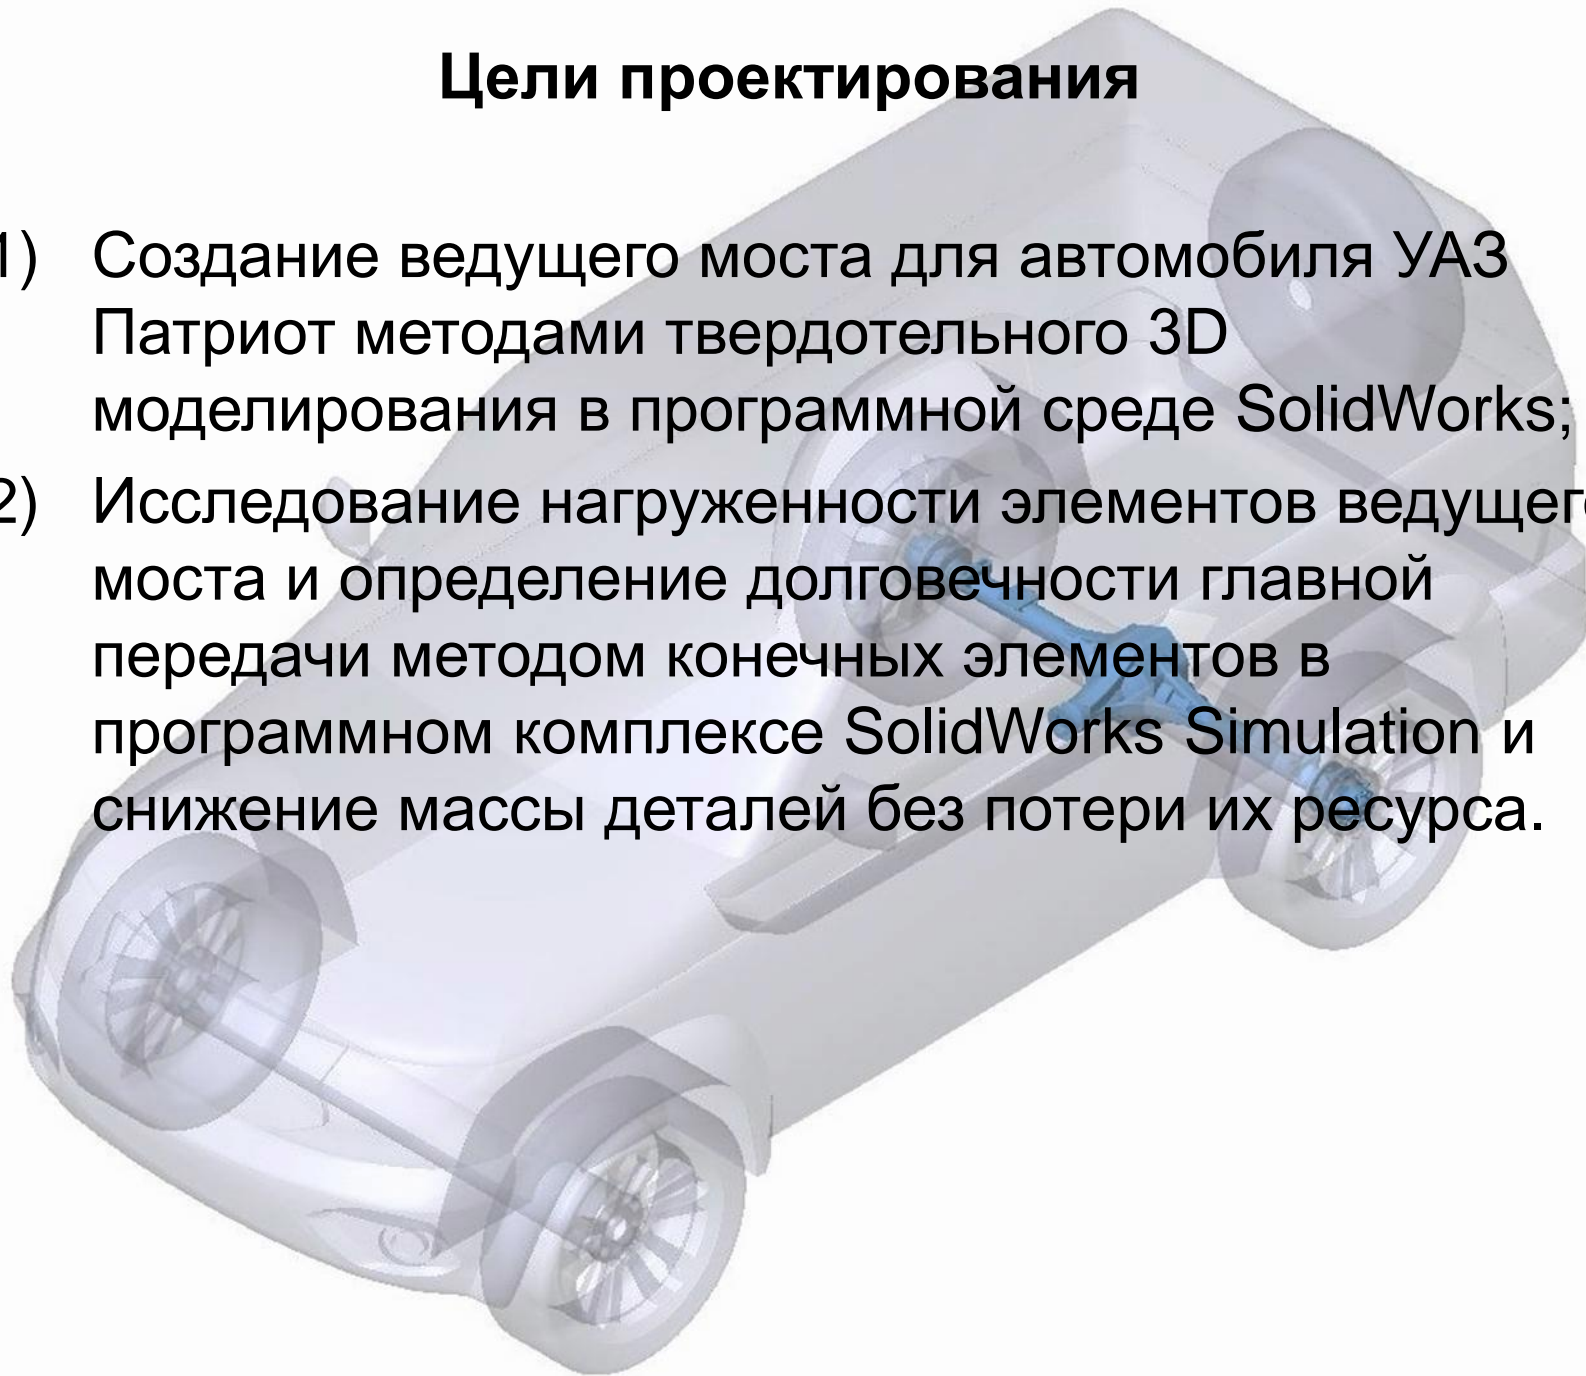 Цели проектирования
1) Создание ведущего моста для автомобиля УАЗ
Патриот методами твердотельного 3D
моделирования в программной среде SolidWorks;
2) Исследование нагруженности элементов ведущего
моста и определение долговечности главной
передачи методом конечных элементов в
программном комплексе SolidWorks Simulation и
снижение массы деталей без потери их ресурса.